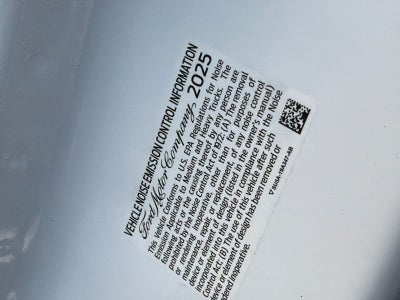 VEHICLE NOISE EMISSION CONTROL INFORMATION
Ford Motor Company 2025
This Vehicle conforms to U.S. EPA Regulations for Noise
Emission Applicable to Medium and Heavy Trucks. The
following acts or the causing thereof by any person are
prohibited by the Noise Control Act of 1972: (A) The removal
or rendering inoperative, other than for purposes of
maintenance, repair, or replacement, of any noise control
device or element of design (listed in the owner's manual)
incorporated into this vehicle in compliance with the Noise
Control Act; (B) The use of this vehicle after such
device or element of design has been removed or
rendered inoperative.